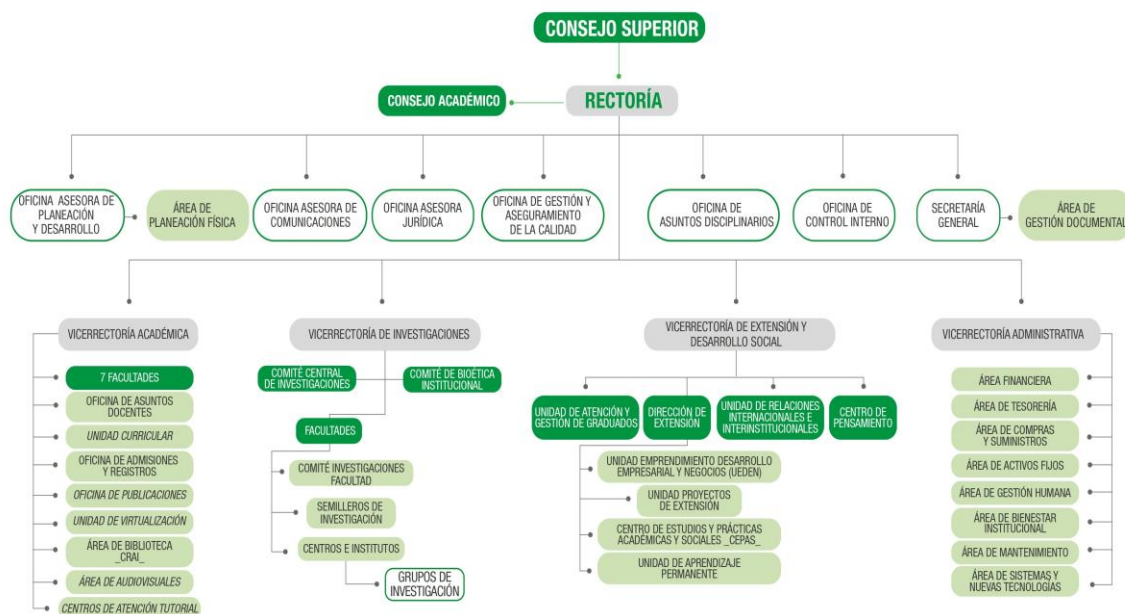 CONSEJO SUPERIOR
CONSEJO ACADÉMICO
RECTORÍA
OFICINA ASESORA DE
PLANEACIÓN
Y DESARROLLO
ÁREA DE
PLANEACIÓN FÍSICA
OFICINA ASESORA DE
COMUNICACIONES
OFICINA ASESORA
JURÍDICA
OFICINA DE GESTIÓN Y
ASEGURAMIENTO
DE LA CALIDAD
OFICINA DE
ASUNTOS DISCIPLINARIOS
OFICINA DE
CONTROL INTERNO
SECRETARÍA
GENERAL
ÁREA DE
GESTIÓN DOCUMENTAL
VICERRECTORÍA ACADÉMICA
7 FACULTADES
OFICINA DE ASUNTOS
DOCENTES
UNIDAD CURRICULAR
OFICINA DE ADMISIONES
Y REGISTROS
OFICINA DE PUBLICACIONES
UNIDAD DE VIRTUALIZACIÓN
ÁREA DE BIBLIOTECA
_CRAI_
ÁREA DE AUDIOVISUALES
CENTROS DE ATENCIÓN TUTORIAL
VICERRECTORÍA DE INVESTIGACIONES
COMITÉ CENTRAL
DE INVESTIGACIONES
COMITÉ DE BIOÉTICA
INSTITUCIONAL
FACULTADES
COMITÉ INVESTIGACIONES
FACULTAD
SEMILLEROS DE
INVESTIGACIÓN
CENTROS E INSTITUTOS
GRUPOS DE
INVESTIGACIÓN
VICERRECTORÍA DE EXTENSIÓN Y
DESARROLLO SOCIAL
UNIDAD DE ATENCIÓN Y
GESTIÓN DE GRADUADOS
DIRECCIÓN DE
EXTENSIÓN
UNIDAD DE RELACIONES
INTERNACIONALES E
INTERINSTITUCIONALES
CENTRO DE
PENSAMIENTO
UNIDAD EMPRENDIMIENTO DESARROLLO
EMPRESARIAL Y NEGOCIOS (UEDEN)
UNIDAD PROYECTOS
DE EXTENSIÓN
CENTRO DE ESTUDIOS Y PRÁCTICAS
ACADÉMICAS Y SOCIALES _CEPAS_
UNIDAD DE APRENDIZAJE
PERMANENTE
VICERRECTORÍA ADMINISTRATIVA
ÁREA FINANCIERA
ÁREA DE TESORERÍA
ÁREA DE COMPRAS
Y SUMINISTROS
ÁREA DE ACTIVOS FIJOS
ÁREA DE GESTIÓN HUMANA
ÁREA DE BIENESTAR
INSTITUCIONAL
ÁREA DE MANTENIMIENTO
ÁREA DE SISTEMAS Y
NUEVAS TECNOLOGÍAS